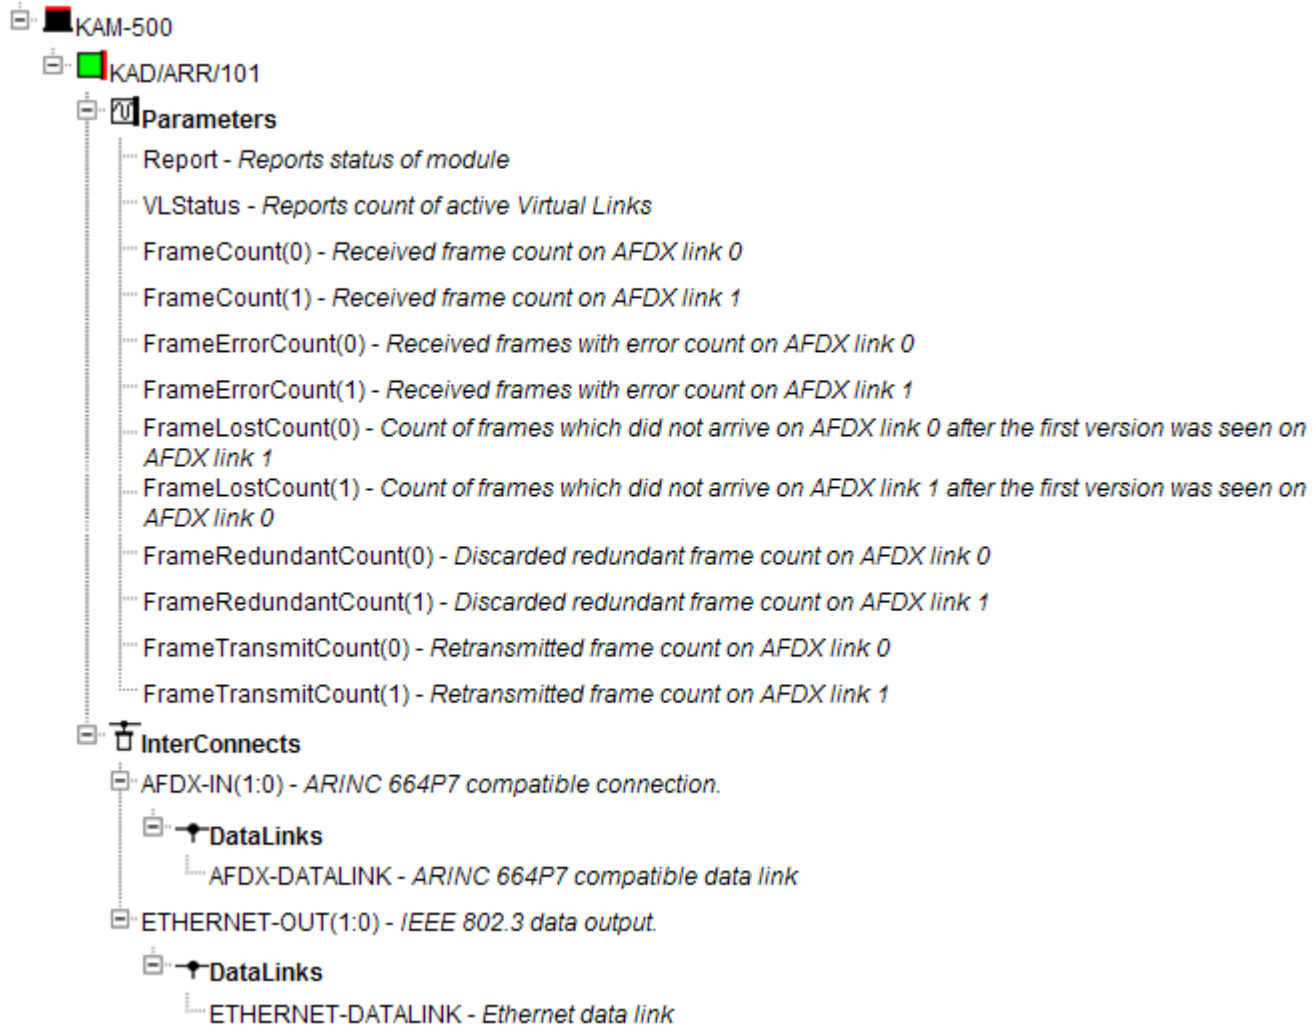 KAM-500
KAD/ARR/101
Parameters
Report - Reports status of module
VLStatus - Reports count of active Virtual Links
FrameCount(0) - Received frame count on AFDX link 0
FrameCount(1) - Received frame count on AFDX link 1
FrameErrorCount(0) - Received frames with error count on AFDX link 0
FrameErrorCount(1) - Received frames with error count on AFDX link 1
FrameLostCount(0) - Count of frames which did not arrive on AFDX link 0 after the first version was seen on
AFDX link 1
FrameLostCount(1) - Count of frames which did not arrive on AFDX link 1 after the first version was seen on
AFDX link 0
FrameRedundantCount(0) - Discarded redundant frame count on AFDX link 0
FrameRedundantCount(1) - Discarded redundant frame count on AFDX link 1
FrameTransmitCount(0) - Retransmitted frame count on AFDX link 0
FrameTransmitCount(1) - Retransmitted frame count on AFDX link 1
InterConnects
AFDX-IN(1:0) - ARINC 664P7 compatible connection.
DataLinks
AFDX-DATALINK - ARINC 664P7 compatible data link
ETHERNET-OUT(1:0) - IEEE 802.3 data output.
DataLinks
ETHERNET-DATALINK - Ethernet data link